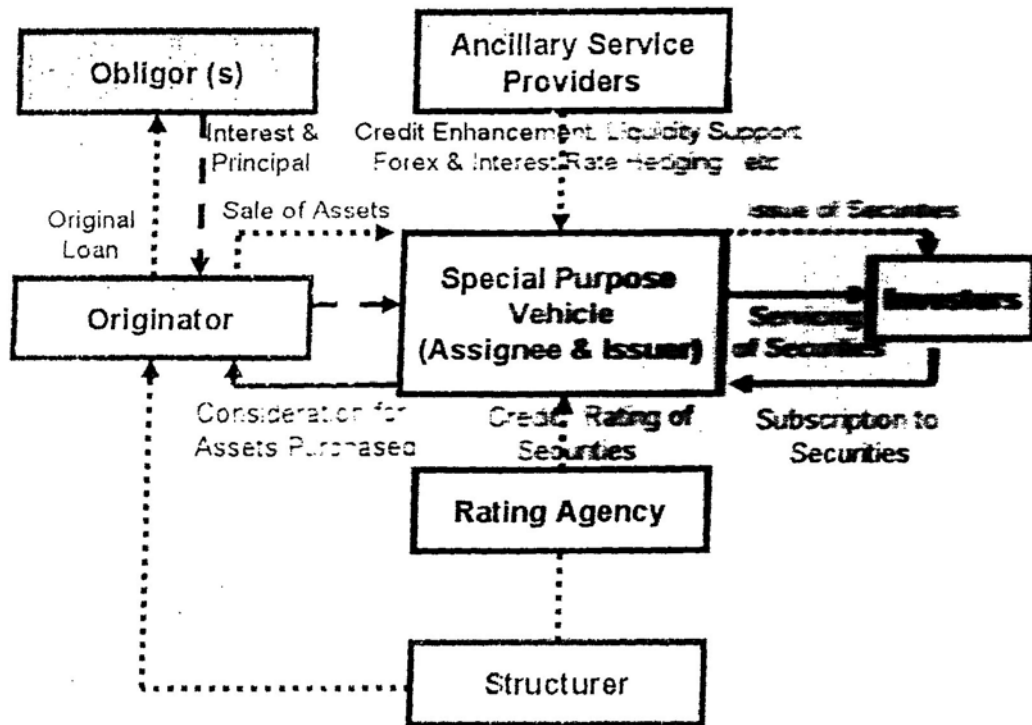 Obligor (s)
Ancillary Service
Providers
Interest &
Principal
Credit Enhancement, Liquidity Support
Forex & Interest Rate Hedging etc
Original
Loan
Sale of Assets
Issue of Securities
Originator
Special Purpose
Vehicle
(Assignee & Issuer)
Investors
Servicing
of Securities
Consideration for
Assets Purchased
Credit Rating of
Securities
Subscription to
Securities
Rating Agency
Structurer